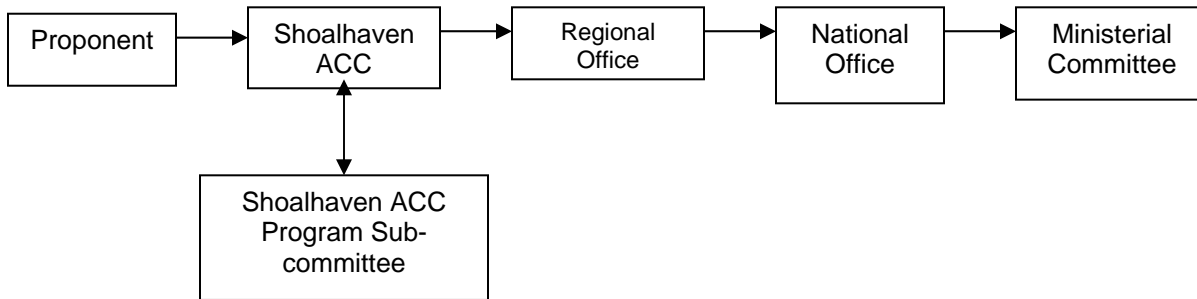 Proponent
Shoalhaven
ACC
Regional
Office
National
Office
Ministerial
Committee
Shoalhaven ACC
Program Sub-
committee